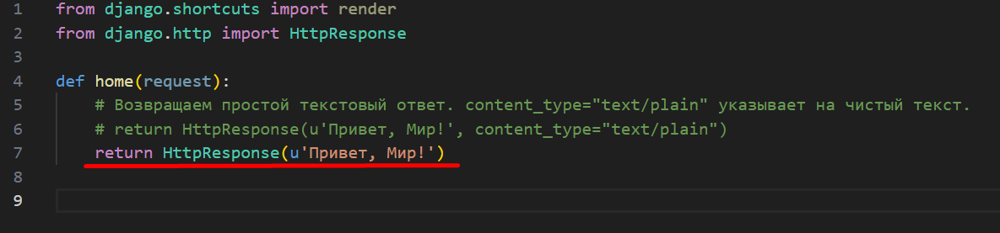 1 from django.shortcuts import render
2 from django.http import HttpResponse
3
4 def home(request):
5     # Возвращаем простой текстовый ответ. content_type="text/plain" указывает на чистый текст.
6     # return HttpResponse(u'Привет, Мир!', content_type="text/plain")
7     return HttpResponse(u'Привет, Мир!')
8
9